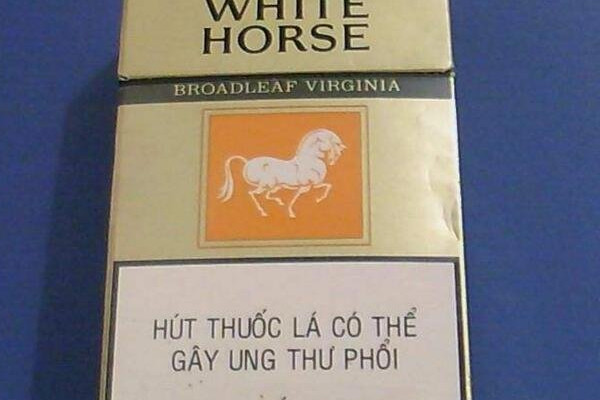 WHITE
HORSE
BROADLEAF VIRGINIA
HÚT THUỐC LÁ CÓ THỂ
GÂY UNG THƯ PHỔI